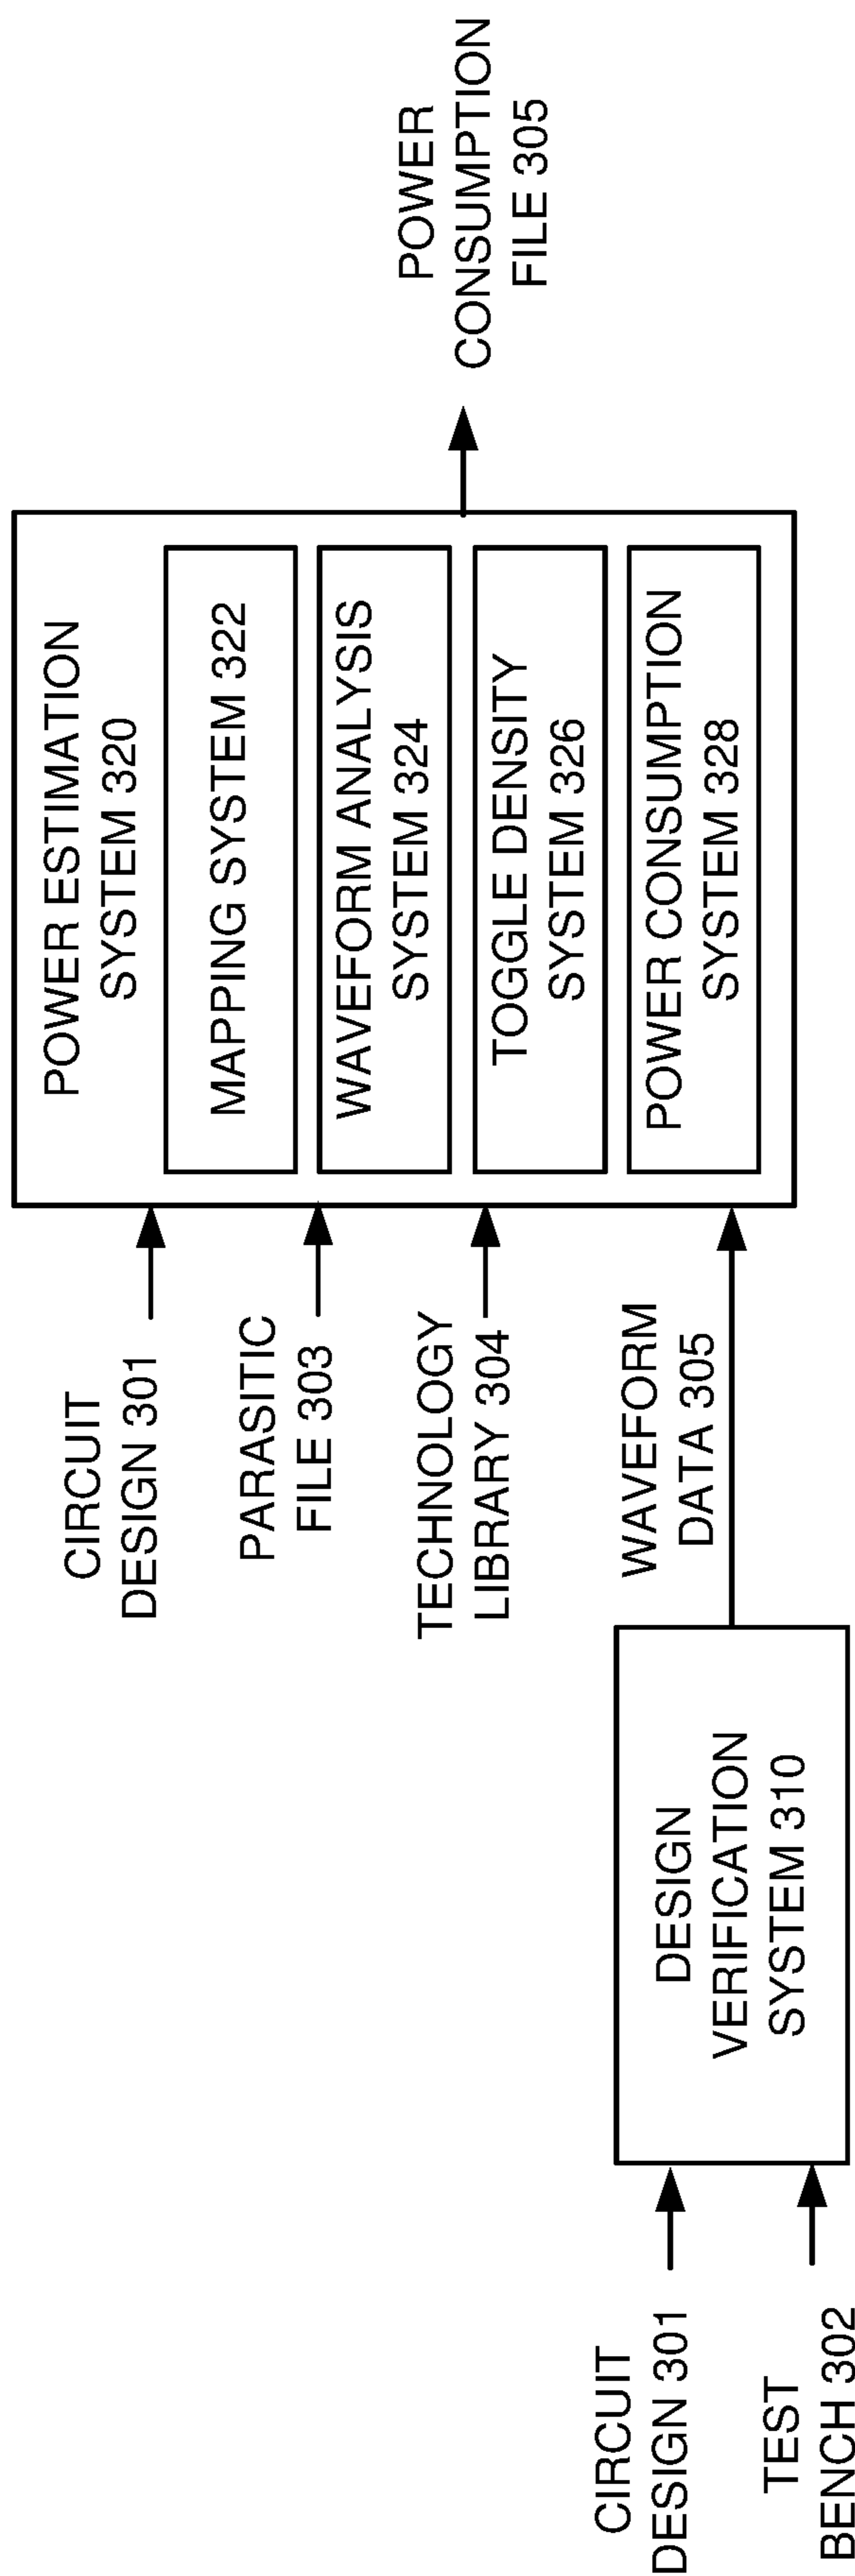 CIRCUIT
DESIGN 301
TEST
BENCH 302
DESIGN
VERIFICATION
SYSTEM 310
CIRCUIT
DESIGN 301
PARASITIC
FILE 303
TECHNOLOGY
LIBRARY 304
WAVEFORM
DATA 305
POWER ESTIMATION
SYSTEM 320
MAPPING SYSTEM 322
WAVEFORM ANALYSIS
SYSTEM 324
TOGGLE DENSITY
SYSTEM 326
POWER CONSUMPTION
SYSTEM 328
POWER
CONSUMPTION
FILE 305